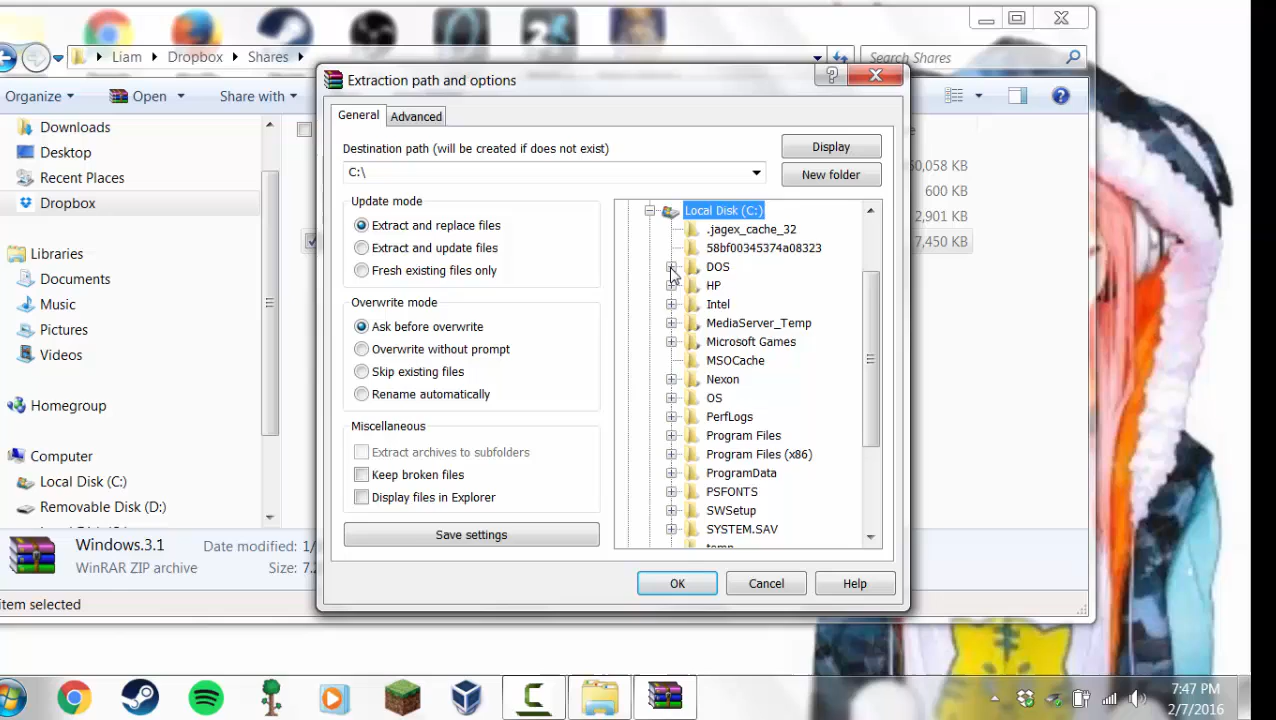 Liam
Dropbox
Shares
Search Shares
Organize
Open
Share with
Downloads
Desktop
Recent Places
Dropbox
Libraries
Documents
Music
Pictures
Videos
Homegroup
Computer
Local Disk (C:)
Removable Disk (D:)
600 KB
2,901 KB
7,450 KB
Extraction path and options
General
Advanced
Destination path (will be created if does not exist)
C:\
Display
New folder
Update mode
Extract and replace files
Extract and update files
Fresh existing files only
Overwrite mode
Ask before overwrite
Overwrite without prompt
Skip existing files
Rename automatically
Miscellaneous
Extract archives to subfolders
Keep broken files
Display files in Explorer
Save settings
Local Disk (C:)
.jagex_cache_32
58bf00345374a08323
DOS
HP
Intel
MediaServer_Temp
Microsoft Games
MSOCache
Nexon
OS
PerfLogs
Program Files
Program Files (x86)
ProgramData
PSFONTS
SWSetup
SYSTEM.SAV
temp
OK
Cancel
Help
Windows.3.1
Date modified: 1/
WinRAR ZIP archive
Size: 7.2
item selected
7:47 PM
2/7/2016